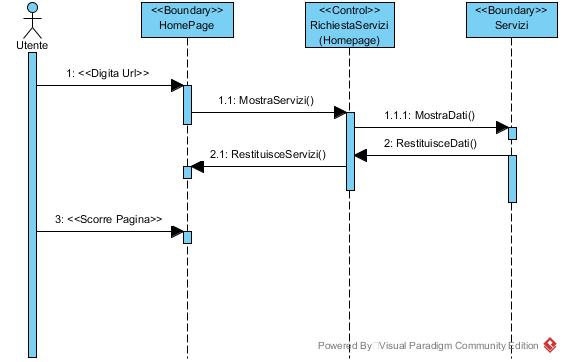 <<Boundary>>
HomePage
<<Control>>
RichiestaServizi
(Homepage)
<<Boundary>>
Servizi
Utente
1: <<Digita Url>>
1.1: MostraServizi()
1.1.1: MostraDati()
2: RestituisceDati()
2.1: RestituisceServizi()
3: <<Scorre Pagina>>
Powered By Visual Paradigm Community Edition